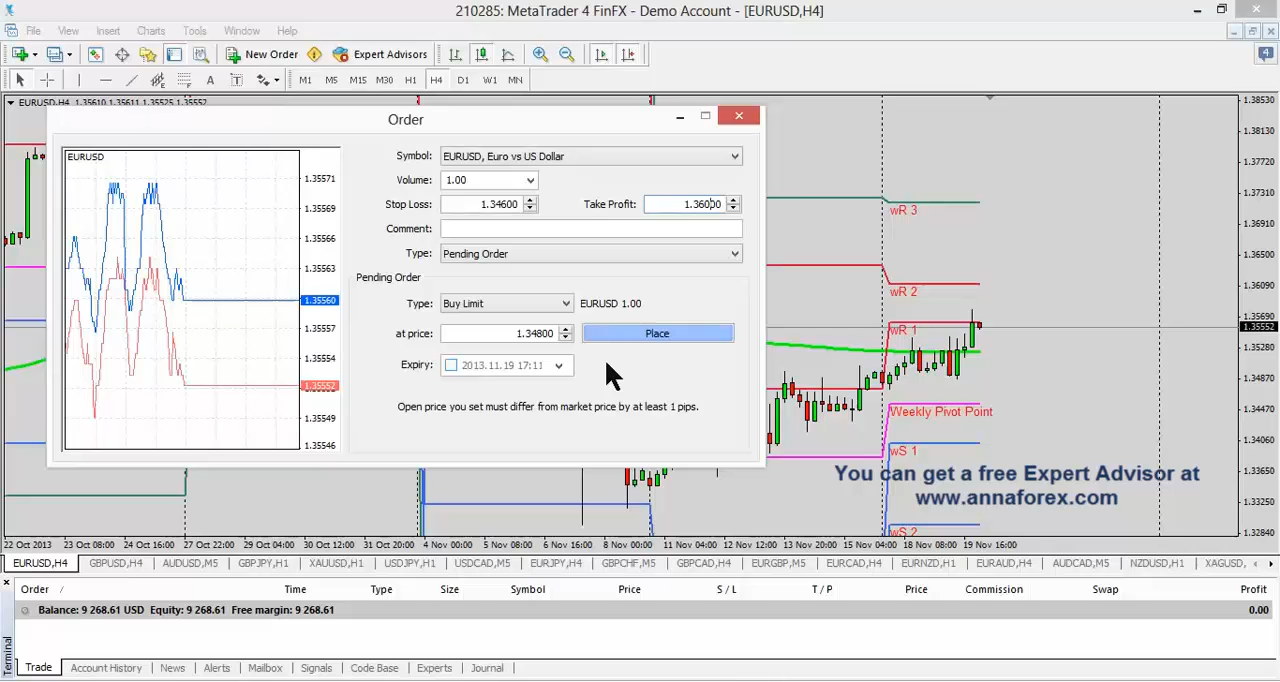 210285: MetaTrader 4 FinFX - Demo Account - [EURUSD,H4]
File View Insert Charts Tools Window Help
New Order Expert Advisors 4
A T M1 M5 M15 M30 H1 H4 D1 W1 MN
EURUSD,H4 1.35610 1.35611 1.35525 1.35552
Order
EURUSD
1.35571
1.35569
1.35566
1.35563
1.35560
1.35557
1.35554
1.35552
1.35549
1.35546
Symbol: EURUSD, Euro vs US Dollar
Volume: 1.00
Stop Loss: 1.34600 Take Profit: 1.36000
Comment:
Type: Pending Order
Pending Order
Type: Buy Limit EURUSD 1.00
at price: 1.34800 Place
Expiry: 2013.11.19 17:11
Open price you set must differ from market price by at least 1 pips.
wR 3
wR 2
wR 1
Weekly Pivot Point
wS 1
wS 2
You can get a free Expert Advisor at
www.annaforex.com
1.38530
1.38120
1.37720
1.37310
1.36900
1.36500
1.36090
1.35690
1.35552
1.35280
1.34870
1.34470
1.34060
1.33650
1.33250
1.32840
22 Oct 2013 23 Oct 08:00 24 Oct 16:00 27 Oct 22:00 29 Oct 04:00 30 Oct 12:00 31 Oct 20:00 4 Nov 00:00 5 Nov 08:00 6 Nov 16:00 8 Nov 00:00 11 Nov 04:00 12 Nov 12:00 13 Nov 20:00 15 Nov 04:00 18 Nov 08:00 19 Nov 16:00
EURUSD,H4 GBPUSD,H4 AUDUSD,M5 GBPJPY,H1 XAUUSD,H1 USDJPY,H1 USDCAD,M5 EURJPY,H4 GBPCHF,M5 GBPCAD,H4 EURGBP,M5 EURCAD,H4 EURNZD,H1 EURAUD,H4 AUDCAD,M5 NZDUSD,H1 XAGUSD,
Order / Time Type Size Symbol Price S / L T / P Price Commission Swap Profit
Balance: 9 268.61 USD Equity: 9 268.61 Free margin: 9 268.61 0.00
Terminal
Trade Account History News Alerts Mailbox Signals Code Base Experts Journal